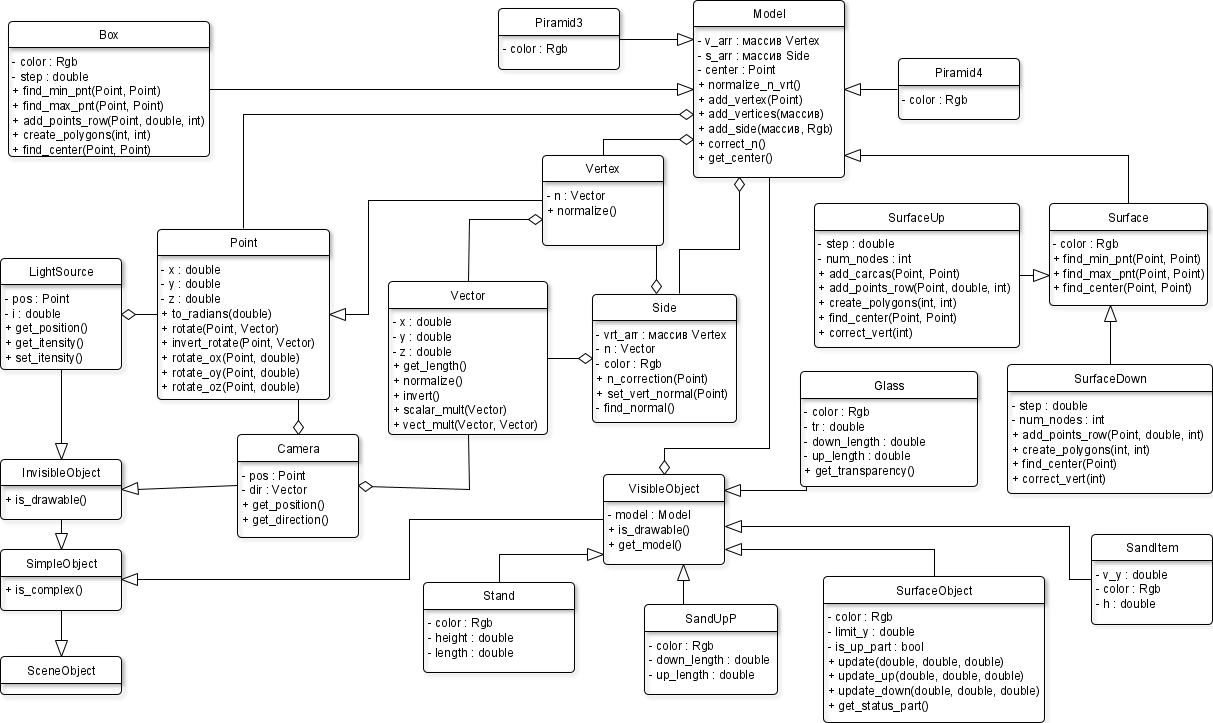 Box
- color : Rgb
- step : double
+ find_min_pnt(Point, Point)
+ find_max_pnt(Point, Point)
+ add_points_row(Point, double, int)
+ create_polygons(int, int)
+ find_center(Point, Point)
Piramid3
- color : Rgb
Model
- v_arr : массив Vertex
- s_arr : массив Side
- center : Point
+ normalize_n_vrt()
+ add_vertex(Point)
+ add_vertices(массив)
+ add_side(массив, Rgb)
+ correct_n()
+ get_center()
Piramid4
- color : Rgb
Vertex
- n : Vector
+ normalize()
SurfaceUp
- step : double
- num_nodes : int
+ add_carcas(Point, Point)
+ add_points_row(Point, double, int)
+ create_polygons(int, int)
+ find_center(Point, Point)
+ correct_vert(int)
Surface
- color : Rgb
+ find_min_pnt(Point, Point)
+ find_max_pnt(Point, Point)
+ find_center(Point, Point)
LightSource
- pos : Point
- i : double
+ get_position()
+ get_itensity()
+ set_itensity()
Point
- x : double
- y : double
- z : double
+ to_radians(double)
+ rotate(Point, Vector)
+ invert_rotate(Point, Vector)
+ rotate_ox(Point, double)
+ rotate_oy(Point, double)
+ rotate_oz(Point, double)
Vector
- x : double
- y : double
- z : double
+ get_length()
+ normalize()
+ invert()
+ scalar_mult(Vector)
+ vect_mult(Vector, Vector)
Side
- vrt_arr : массив Vertex
- n : Vector
- color : Rgb
+ n_correction(Point)
+ set_vert_normal(Point)
- find_normal()
Glass
- color : Rgb
- tr : double
- down_length : double
- up_length : double
+ get_transparency()
SurfaceDown
- step : double
- num_nodes : int
+ add_points_row(Point, double, int)
+ create_polygons(int, int)
+ find_center(Point)
+ correct_vert(int)
Camera
- pos : Point
- dir : Vector
+ get_position()
+ get_direction()
InvisibleObject
+ is_drawable()
VisibleObject
- model : Model
+ is_drawable()
+ get_model()
SimpleObject
+ is_complex()
SandItem
- v_y : double
- color : Rgb
- h : double
Stand
- color : Rgb
- height : double
- length : double
SandUpP
- color : Rgb
- down_length : double
- up_length : double
SurfaceObject
- color : Rgb
- limit_y : double
- is_up_part : bool
+ update(double, double, double)
+ update_up(double, double, double)
+ update_down(double, double, double)
+ get_status_part()
SceneObject